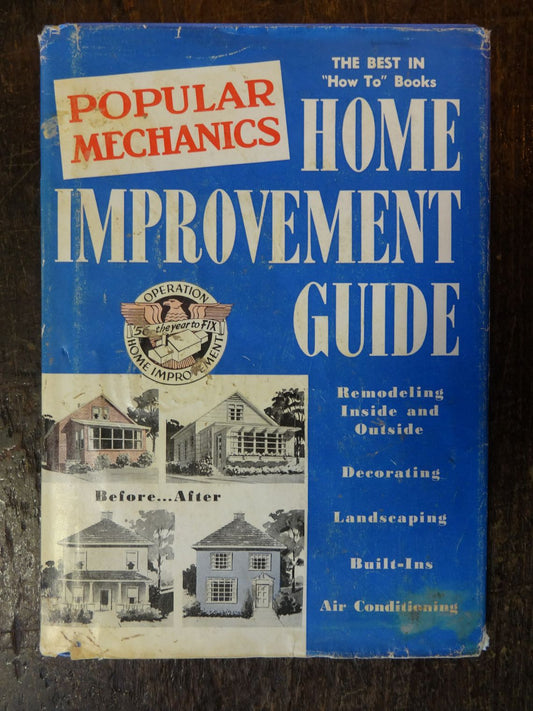 THE BEST IN
"How To" Books
POPULAR
MECHANICS
HOME
IMPROVEMENT
GUIDE
OPERATION
'56 the year to FIX
HOME IMPROVEMENT
Remodeling
Inside and
Outside
Decorating
Landscaping
Built-Ins
Air Conditioning
Before...After